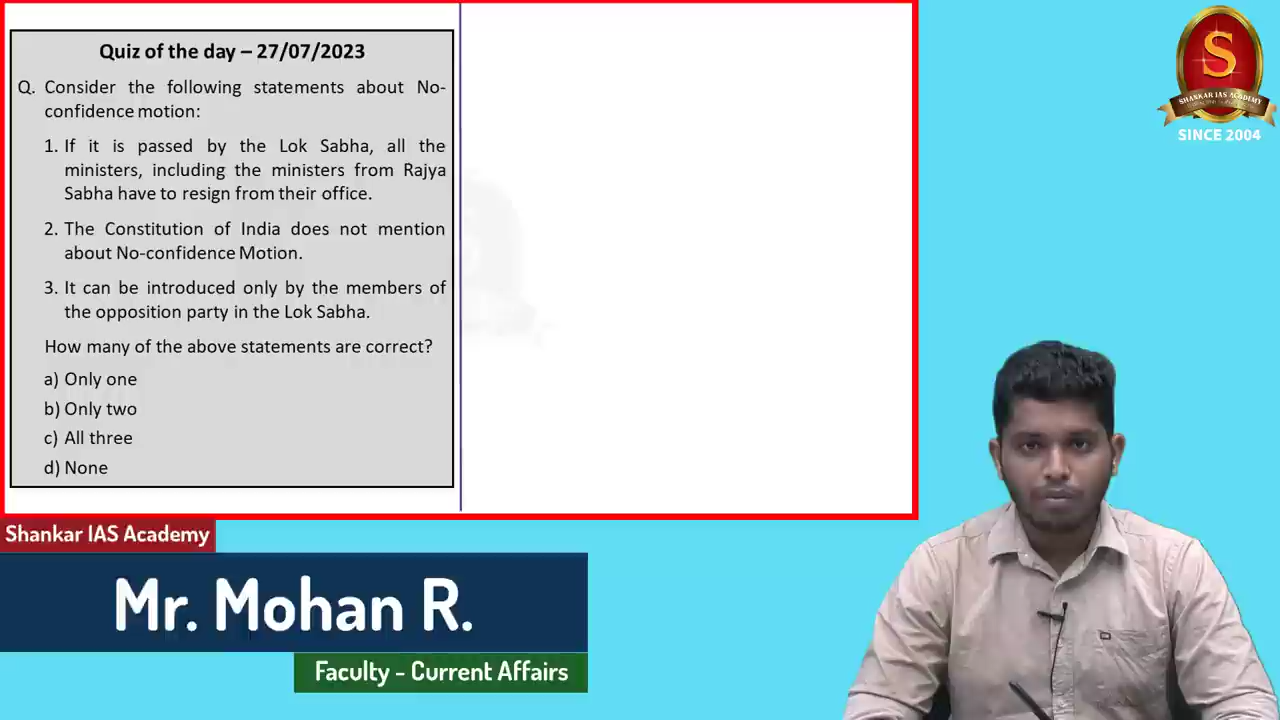 Quiz of the day – 27/07/2023
Q. Consider the following statements about No-
confidence motion:
1. If it is passed by the Lok Sabha, all the
ministers, including the ministers from Rajya
Sabha have to resign from their office.
2. The Constitution of India does not mention
about No-confidence Motion.
3. It can be introduced only by the members of
the opposition party in the Lok Sabha.
How many of the above statements are correct?
a) Only one
b) Only two
c) All three
d) None
S
SHANKAR IAS ACADEMY
SINCE 2004
Shankar IAS Academy
Mr. Mohan R.
Faculty - Current Affairs